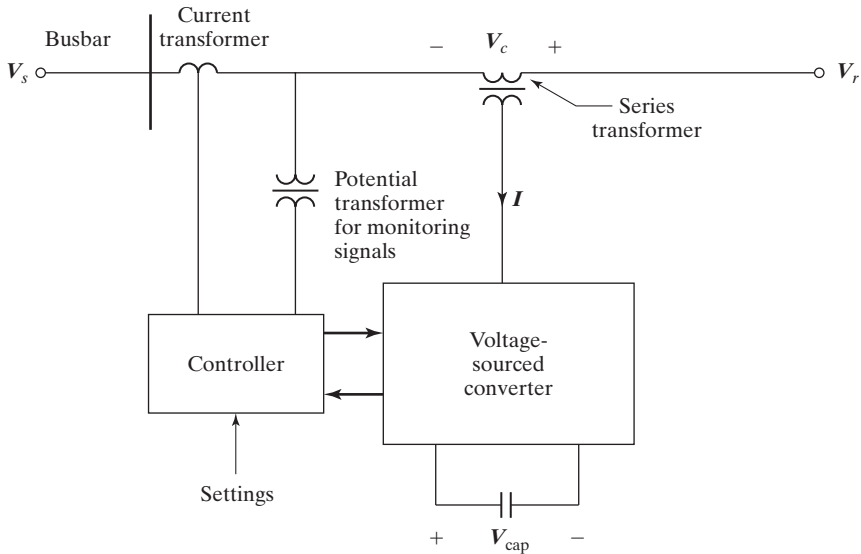 Current
transformer
Busbar
− V_c +
V_s
V_r
Series
transformer
Potential
transformer
for monitoring
signals
I
Controller
Voltage-
sourced
converter
Settings
+ V_cap −